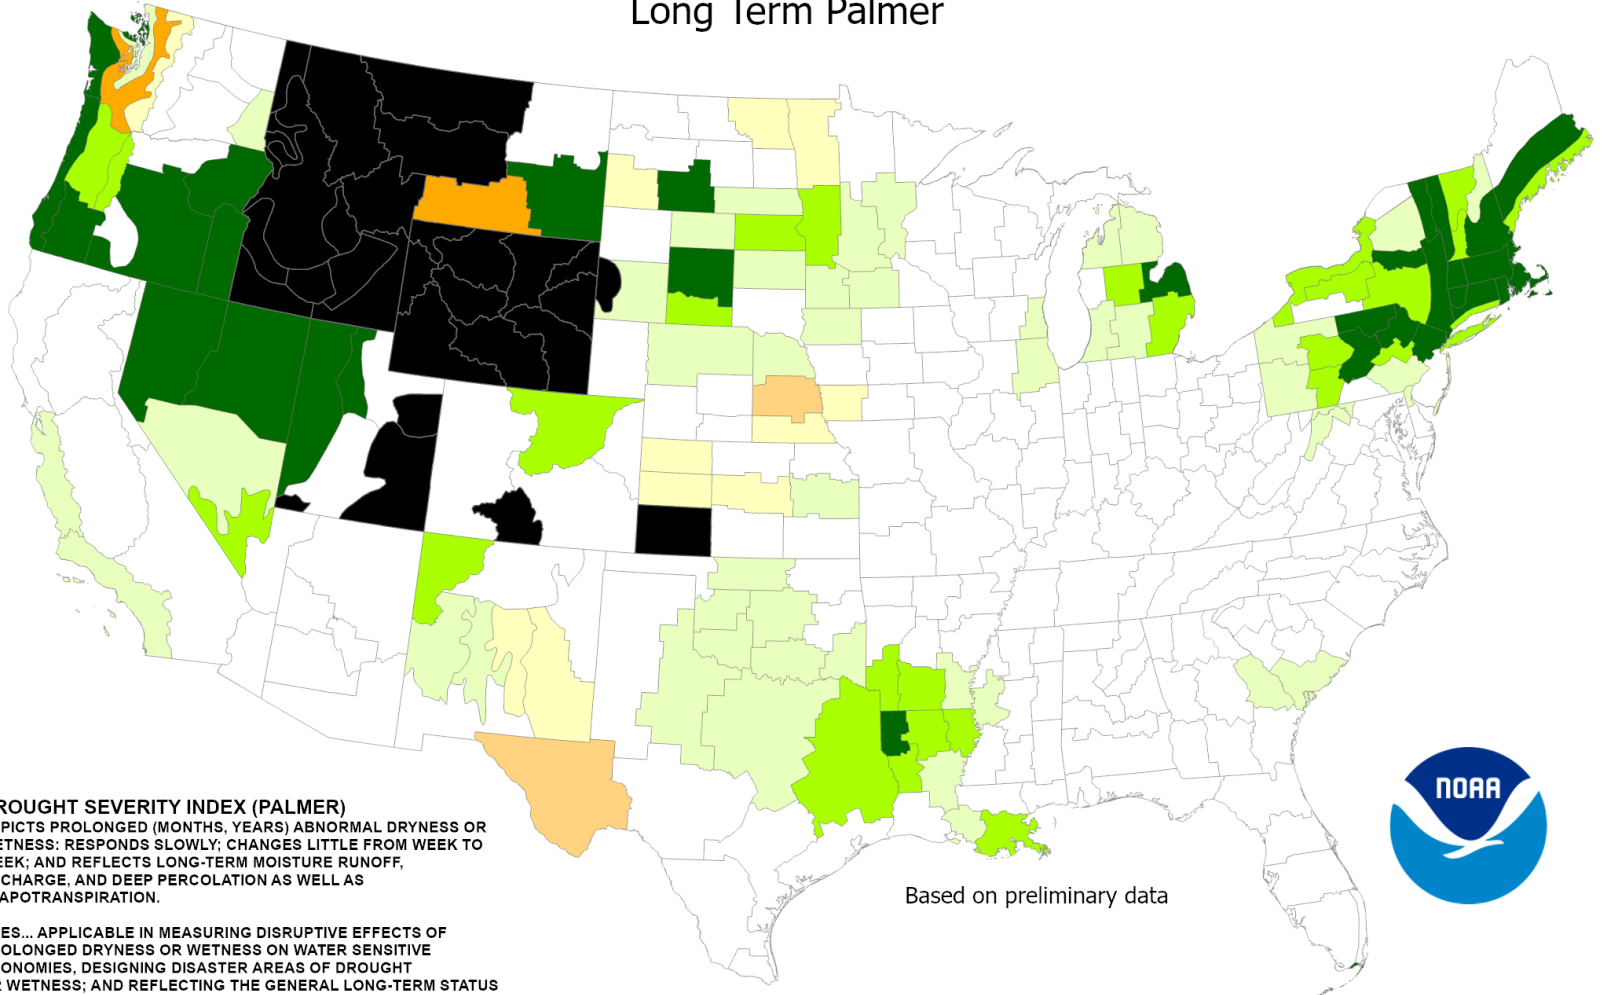 Long Term Palmer
ROUGHT SEVERITY INDEX (PALMER)
PICTS PROLONGED (MONTHS, YEARS) ABNORMAL DRYNESS OR
ETNESS: RESPONDS SLOWLY; CHANGES LITTLE FROM WEEK TO
EEK; AND REFLECTS LONG-TERM MOISTURE RUNOFF,
CHARGE, AND DEEP PERCOLATION AS WELL AS
APOTRANSPIRATION.
ES... APPLICABLE IN MEASURING DISRUPTIVE EFFECTS OF
OLONGED DRYNESS OR WETNESS ON WATER SENSITIVE
ONOMIES, DESIGNING DISASTER AREAS OF DROUGHT
R WETNESS; AND REFLECTING THE GENERAL LONG-TERM STATUS
Based on preliminary data
NOAA